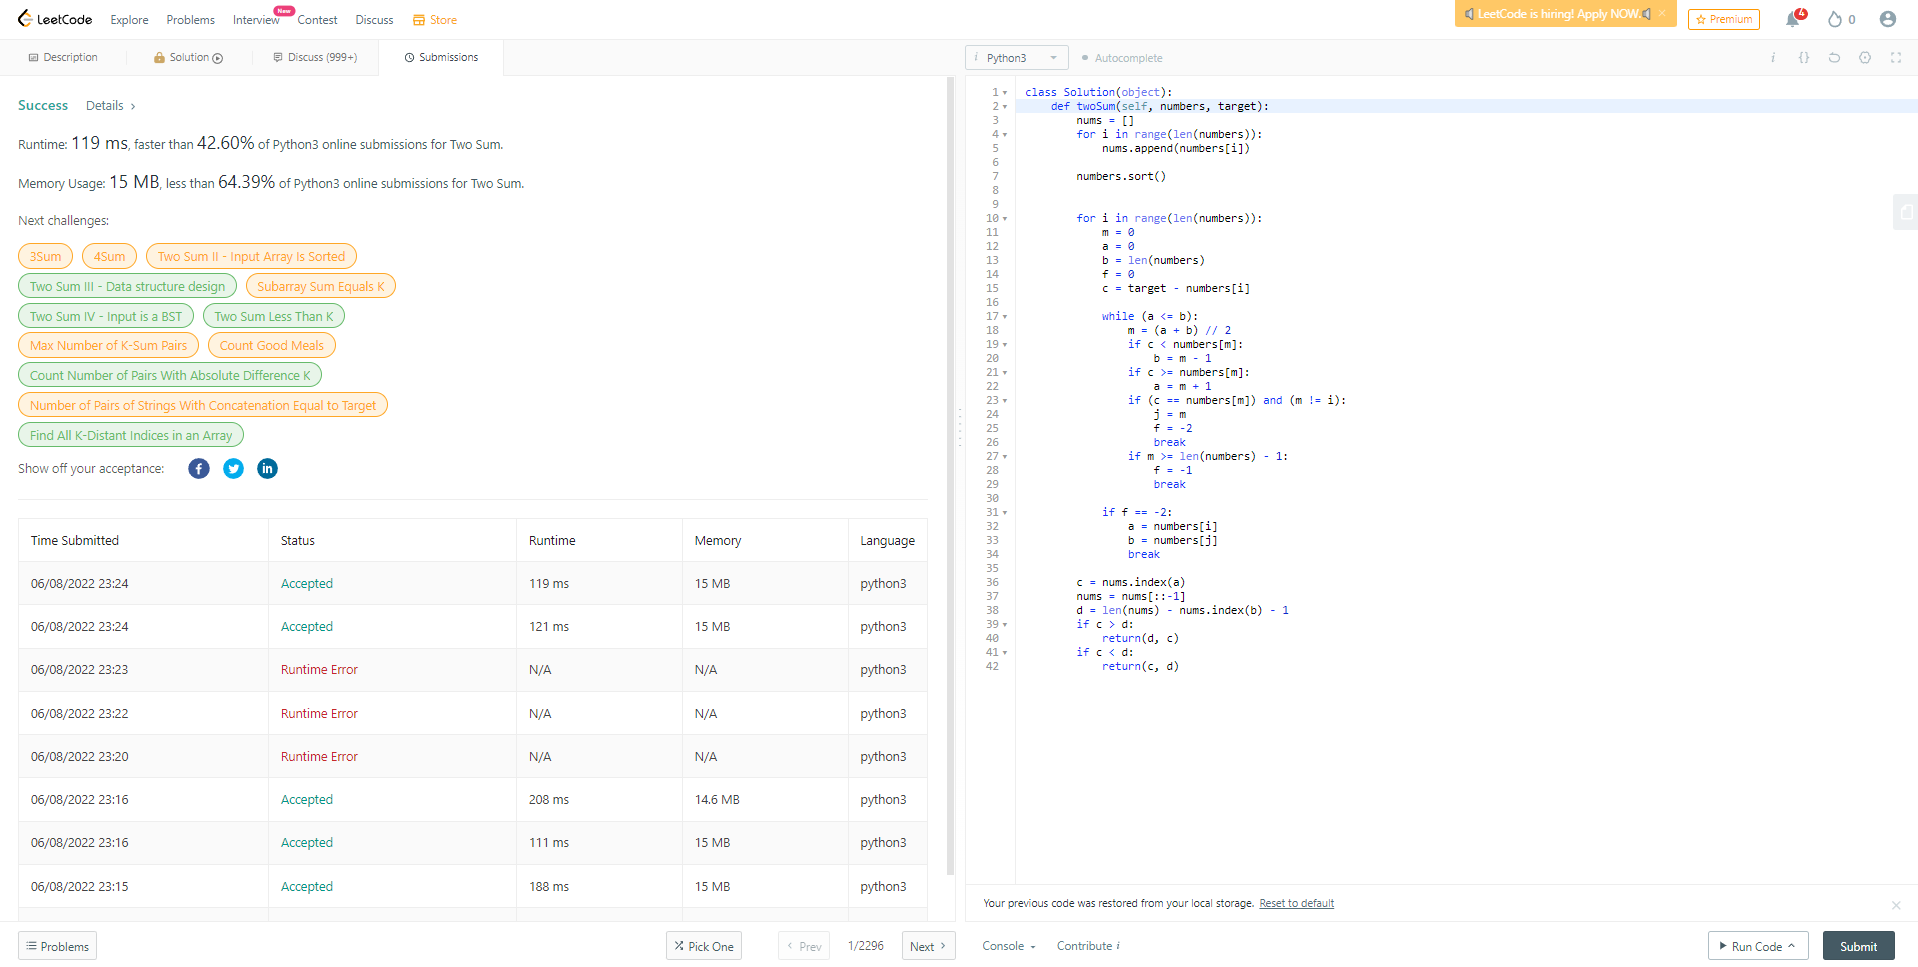 LeetCode Explore Problems Interview New Contest Discuss Store LeetCode is hiring! Apply NOW. × Premium 4 0
Description Solution Discuss (999+) Submissions
i Python3 Autocomplete i {}
Success Details ›
Runtime: 119 ms, faster than 42.60% of Python3 online submissions for Two Sum.
Memory Usage: 15 MB, less than 64.39% of Python3 online submissions for Two Sum.
Next challenges:
3Sum 4Sum Two Sum II - Input Array Is Sorted
Two Sum III - Data structure design Subarray Sum Equals K
Two Sum IV - Input is a BST Two Sum Less Than K
Max Number of K-Sum Pairs Count Good Meals
Count Number of Pairs With Absolute Difference K
Number of Pairs of Strings With Concatenation Equal to Target
Find All K-Distant Indices in an Array
Show off your acceptance: f in
Time Submitted Status Runtime Memory Language
06/08/2022 23:24 Accepted 119 ms 15 MB python3
06/08/2022 23:24 Accepted 121 ms 15 MB python3
06/08/2022 23:23 Runtime Error N/A N/A python3
06/08/2022 23:22 Runtime Error N/A N/A python3
06/08/2022 23:20 Runtime Error N/A N/A python3
06/08/2022 23:16 Accepted 208 ms 14.6 MB python3
06/08/2022 23:16 Accepted 111 ms 15 MB python3
06/08/2022 23:15 Accepted 188 ms 15 MB python3
1 class Solution(object):
2     def twoSum(self, numbers, target):
3         nums = []
4         for i in range(len(numbers)):
5             nums.append(numbers[i])
6
7         numbers.sort()
8
9
10         for i in range(len(numbers)):
11             m = 0
12             a = 0
13             b = len(numbers)
14             f = 0
15             c = target - numbers[i]
16
17             while (a <= b):
18                 m = (a + b) // 2
19                 if c < numbers[m]:
20                     b = m - 1
21                 if c >= numbers[m]:
22                     a = m + 1
23                 if (c == numbers[m]) and (m != i):
24                     j = m
25                     f = -2
26                     break
27                 if m >= len(numbers) - 1:
28                     f = -1
29                     break
30
31             if f == -2:
32                 a = numbers[i]
33                 b = numbers[j]
34                 break
35
36         c = nums.index(a)
37         nums = nums[::-1]
38         d = len(nums) - nums.index(b) - 1
39         if c > d:
40             return(d, c)
41         if c < d:
42             return(c, d)
Your previous code was restored from your local storage. Reset to default ×
Problems Pick One ‹ Prev 1/2296 Next › Console Contribute i Run Code Submit